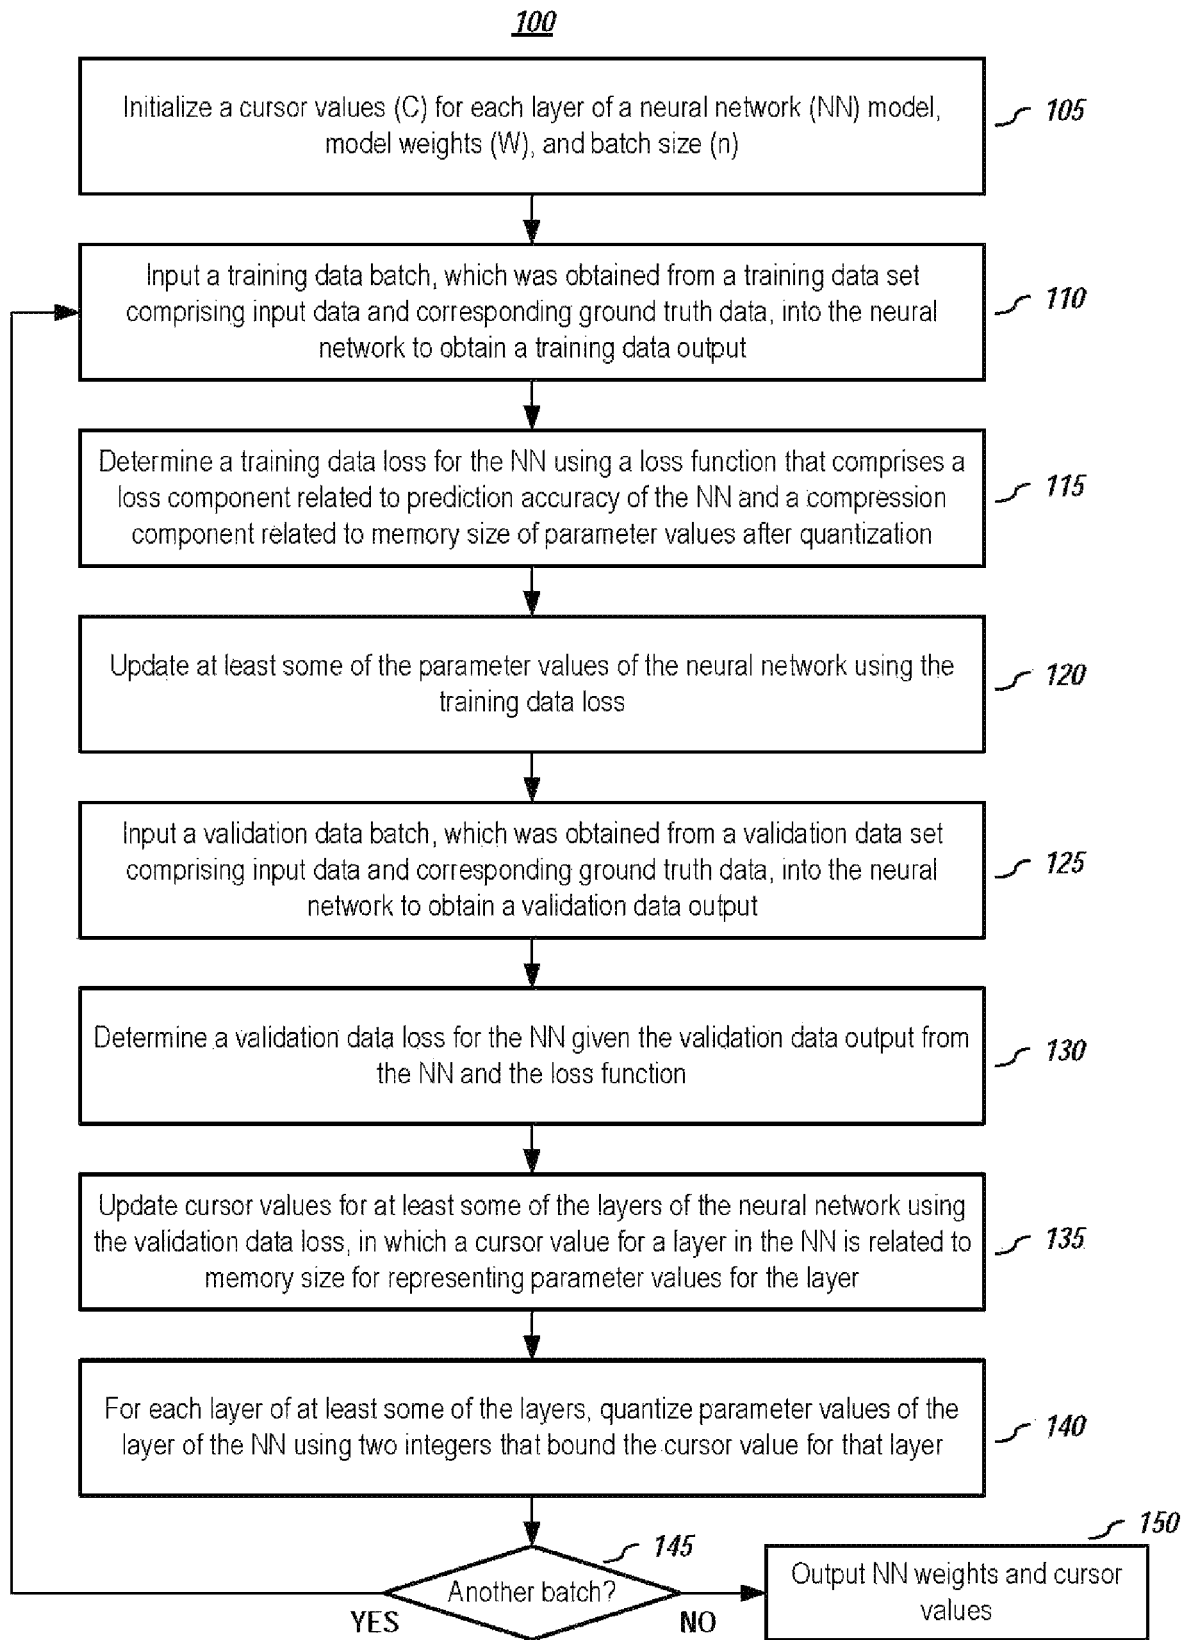 100
Initialize a cursor values (C) for each layer of a neural network (NN) model,
model weights (W), and batch size (n)
105
Input a training data batch, which was obtained from a training data set
comprising input data and corresponding ground truth data, into the neural
network to obtain a training data output
110
Determine a training data loss for the NN using a loss function that comprises a
loss component related to prediction accuracy of the NN and a compression
component related to memory size of parameter values after quantization
115
Update at least some of the parameter values of the neural network using the
training data loss
120
Input a validation data batch, which was obtained from a validation data set
comprising input data and corresponding ground truth data, into the neural
network to obtain a validation data output
125
Determine a validation data loss for the NN given the validation data output from
the NN and the loss function
130
Update cursor values for at least some of the layers of the neural network using
the validation data loss, in which a cursor value for a layer in the NN is related to
memory size for representing parameter values for the layer
135
For each layer of at least some of the layers, quantize parameter values of the
layer of the NN using two integers that bound the cursor value for that layer
140
145
Another batch?
YES
NO
150
Output NN weights and cursor
values